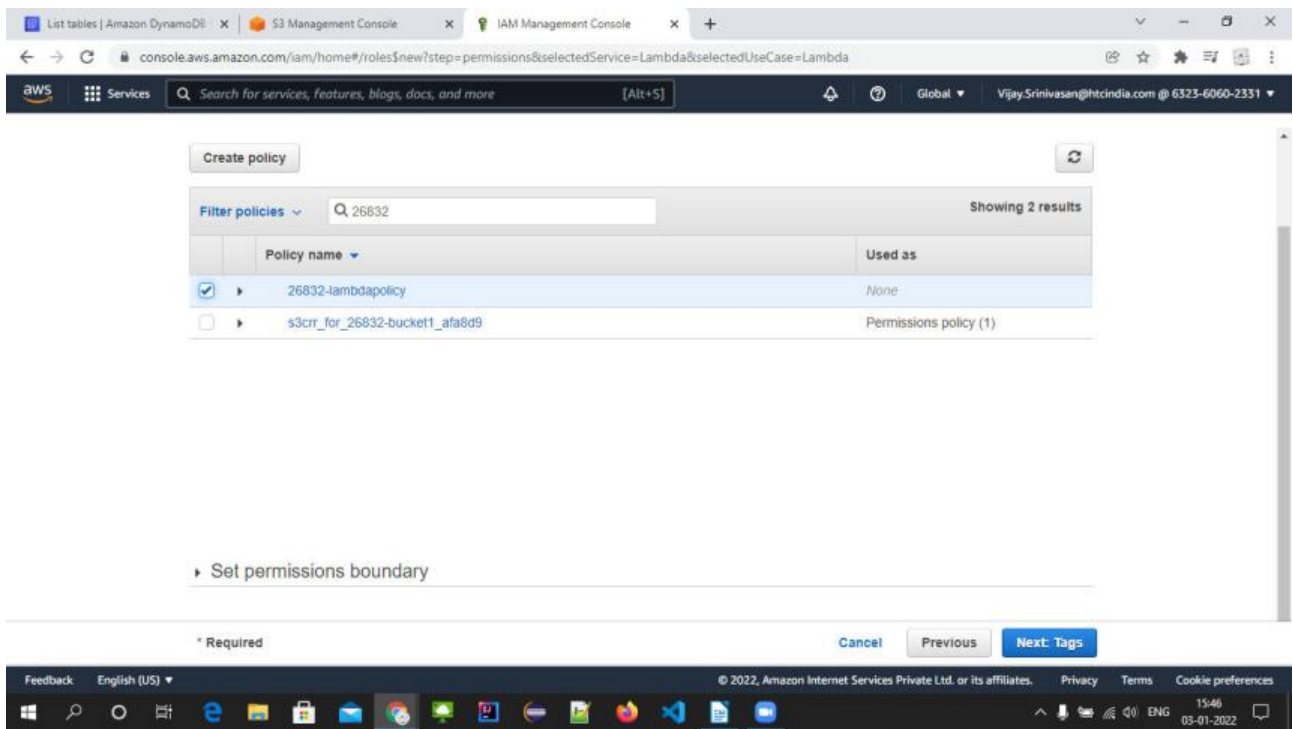 List tables | Amazon DynamoDB
S3 Management Console
IAM Management Console
console.aws.amazon.com/iam/home#/roles$new?step=permissions&selectedService=Lambda&selectedUseCase=Lambda
aws
Services
Search for services, features, blogs, docs, and more
[Alt+S]
Global
Vijay.Srinivasan@htcindia.com @ 6323-6060-2331
Create policy
Filter policies
26832
Showing 2 results
Policy name
Used as
26832-lambdapolicy
None
s3crr_for_26832-bucket1_afa8d9
Permissions policy (1)
Set permissions boundary
* Required
Cancel
Previous
Next: Tags
Feedback
English (US)
© 2022, Amazon Internet Services Private Ltd. or its affiliates.
Privacy
Terms
Cookie preferences
ENG
15:46
03-01-2022